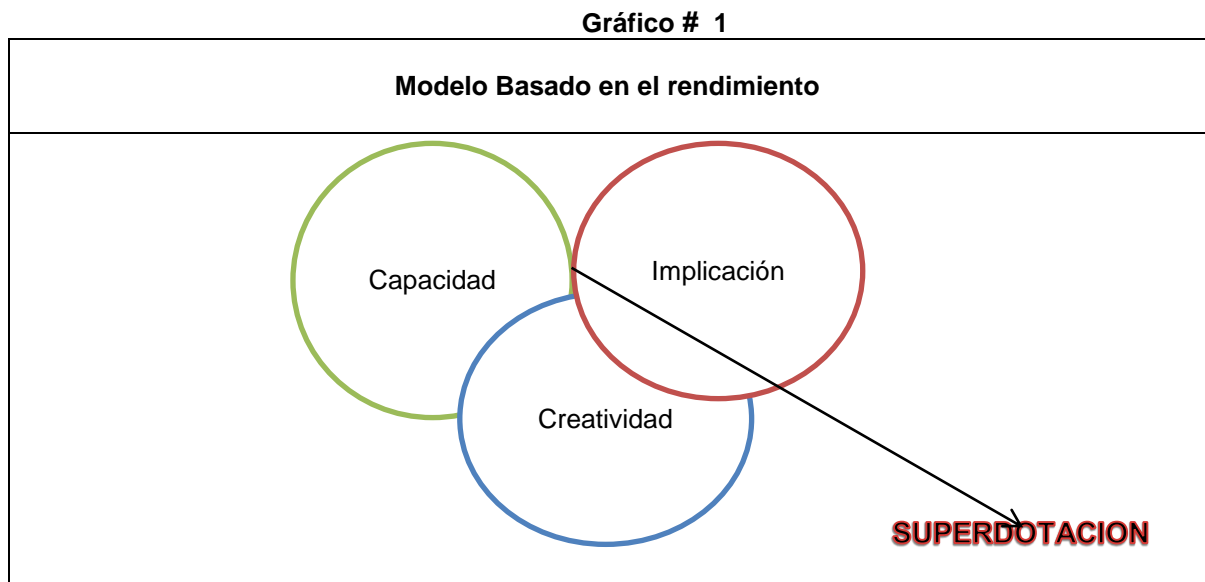 Gráfico # 1
Modelo Basado en el rendimiento
Capacidad
Implicación
Creatividad
SUPERDOTACION